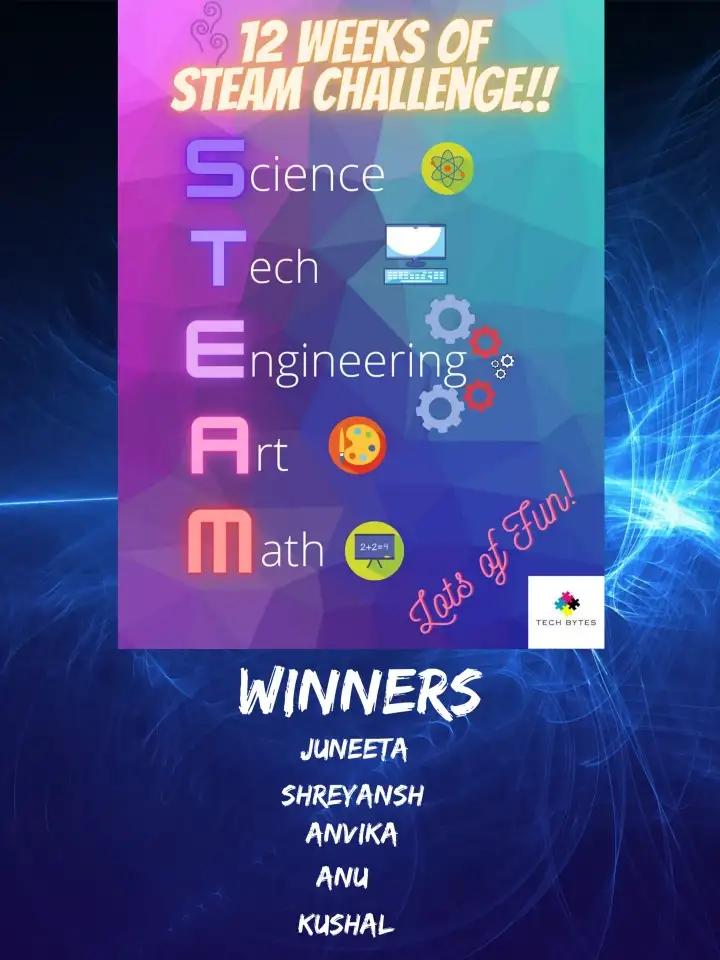 12 WEEKS OF
STEAM CHALLENGE!!
Science
Tech
Engineering
Art
Math
2+2=4
Lots of Fun!
TECH BYTES
WINNERS
JUNEETA
SHREYANSH
ANVIKA
ANU
KUSHAL